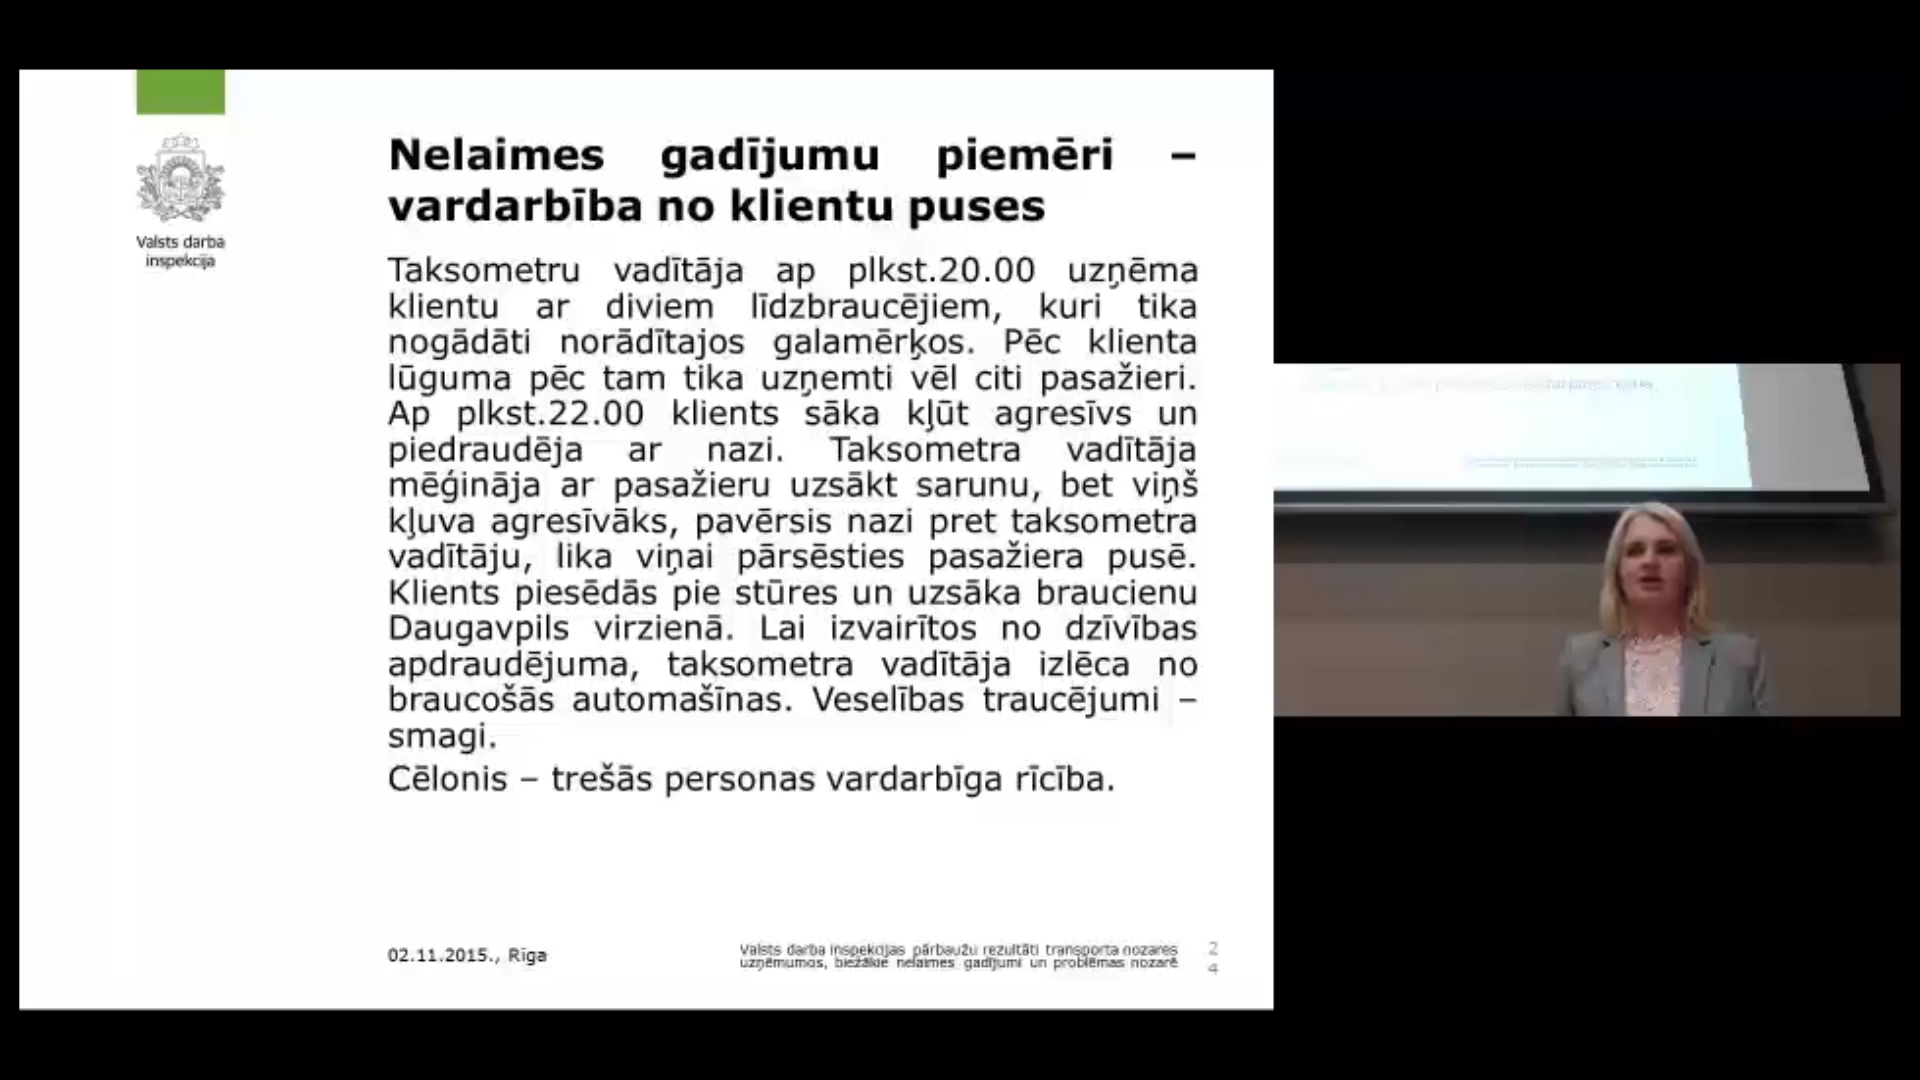 Valsts darba
inspekcija
Nelaimes gadījumu piemēri –
vardarbība no klientu puses
Taksometru vadītāja ap plkst.20.00 uzņēma
klientu ar diviem līdzbraucējiem, kuri tika
nogādāti norādītajos galamērķos. Pēc klienta
lūguma pēc tam tika uzņemti vēl citi pasažieri.
Ap plkst.22.00 klients sāka kļūt agresīvs un
piedraudēja ar nazi. Taksometra vadītāja
mēģināja ar pasažieru uzsākt sarunu, bet viņš
kļuva agresīvāks, pavērsis nazi pret taksometra
vadītāju, lika viņai pārsēsties pasažiera pusē.
Klients piesēdās pie stūres un uzsāka braucienu
Daugavpils virzienā. Lai izvairītos no dzīvības
apdraudējuma, taksometra vadītāja izlēca no
braucošās automašīnas. Veselības traucējumi –
smagi.
Cēlonis – trešās personas vardarbīga rīcība.
02.11.2015., Rīga
Valsts darba inspekcijas pārbaužu rezultāti transporta nozares
uzņēmumos, biežākie nelaimes gadījumi un problēmas nozarē
2
4